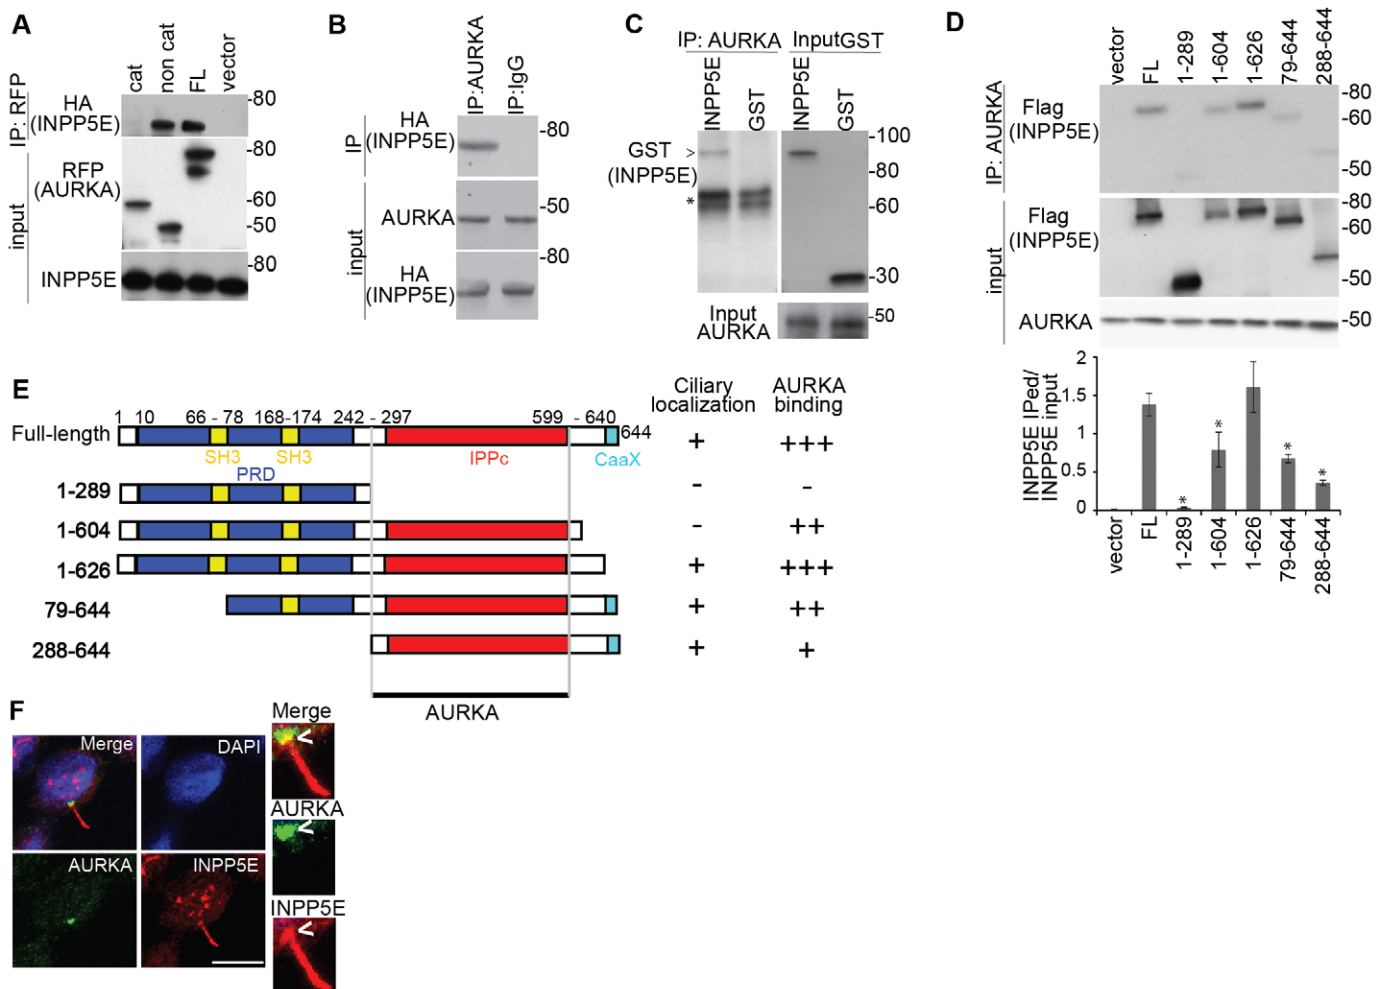 A
cat
non cat
FL
vector
IP: RFP
HA
(INPP5E)
-80
input
RFP
(AURKA)
-80
-60
-50
INPP5E
-80
B
IP:AURKA
IP:IgG
IP
HA
(INPP5E)
-80
input
AURKA
-50
HA
(INPP5E)
-80
C
IP: AURKA
InputGST
INPP5E
GST
INPP5E
GST
GST
(INPP5E)
>
*
-100
-80
-60
-30
Input
AURKA
-50
D
vector
FL
1-289
1-604
1-626
79-644
288-644
IP: AURKA
Flag
(INPP5E)
-80
-60
-50
input
Flag
(INPP5E)
-80
-60
-50
AURKA
-50
INPP5E IPed/
INPP5E input
2
1.5
1
0.5
0
*
*
*
*
vector
FL
1-289
1-604
1-626
79-644
288-644
E
Ciliary
localization
AURKA
binding
1 10 66 - 78 168-174 242 - 297 599 - 640
Full-length
644
+
+++
SH3
SH3
IPPc
CaaX
PRD
1-289
-
-
1-604
-
++
1-626
+
+++
79-644
+
++
288-644
+
+
AURKA
F
Merge
DAPI
AURKA
INPP5E
Merge
<
AURKA
<
INPP5E
<